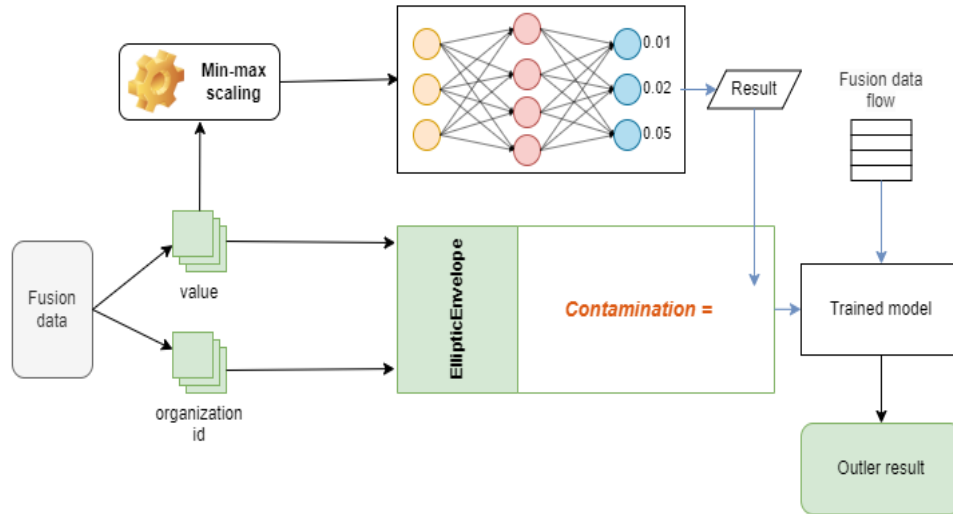 Min-max
scaling
0.01
0.02
0.05
Result
Fusion data
flow
Fusion
data
value
organization
id
EllipticEnvelope
Contamination =
Trained model
Outler result